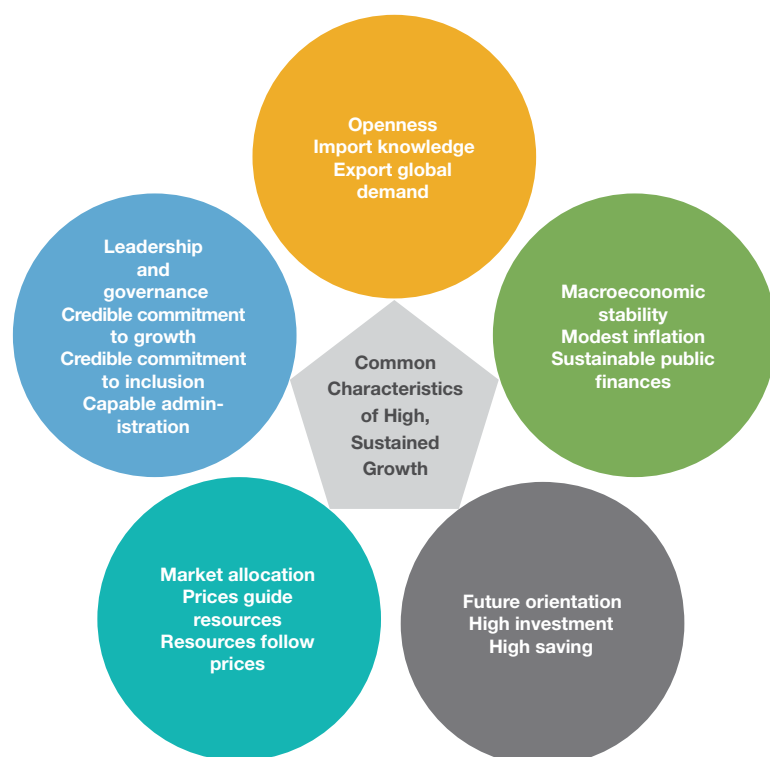 Openness
Import knowledge
Export global
demand
Leadership
and
governance
Credible commitment
to growth
Credible commitment
to inclusion
Capable admin-
istration
Macroeconomic
stability
Modest inflation
Sustainable public
finances
Common
Characteristics
of High,
Sustained
Growth
Market allocation
Prices guide
resources
Resources follow
prices
Future orientation
High investment
High saving